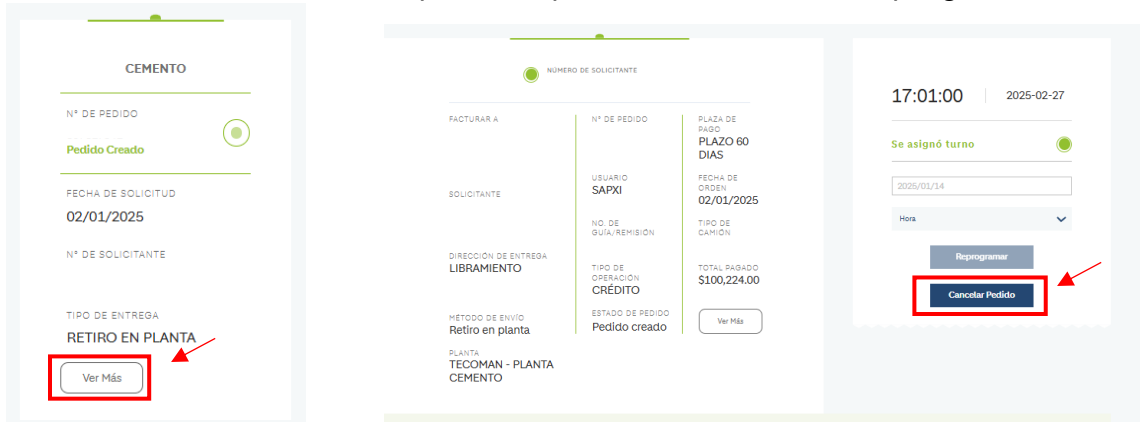 CEMENTO
N° DE PEDIDO
Pedido Creado
FECHA DE SOLICITUD
02/01/2025
N° DE SOLICITANTE
TIPO DE ENTREGA
RETIRO EN PLANTA
Ver Más
NÚMERO DE SOLICITANTE
FACTURAR A
SOLICITANTE
DIRECCIÓN DE ENTREGA
LIBRAMIENTO
MÉTODO DE ENVÍO
Retiro en planta
PLANTA
TECOMAN - PLANTA
CEMENTO
N° DE PEDIDO
USUARIO
SAPXI
NO. DE
GUÍA/REMISIÓN
TIPO DE
OPERACIÓN
CRÉDITO
ESTADO DE PEDIDO
Pedido creado
PLAZA DE
PAGO
PLAZO 60
DIAS
FECHA DE
ORDEN
02/01/2025
TIPO DE
CAMIÓN
TOTAL PAGADO
$100,224.00
Ver Más
17:01:00
2025-02-27
Se asignó turno
2025/01/14
Hora
Reprogramar
Cancelar Pedido